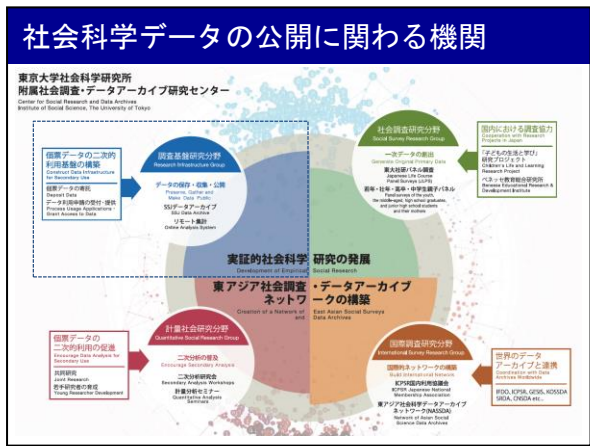 社会科学データの公開に関わる機関
東京大学社会科学研究所
附属社会調査・データアーカイブ研究センター
Center for Social Research and Data Archives
Institute of Social Science, The University of Tokyo
個票データの二次的
利用基盤の構築
Construct Data Infrastructure
for Secondary Use
個票データの寄託
Deposit Data
データ利用申請の受付・提供
Process Usage Applications・
Grant Access to Data
調査基盤研究分野
Research Infrastructure Group
データの保存・収集・公開
Preserve, Gather and
Make Data Public
SSJデータアーカイブ
SSJ Data Archive
リモート集計
Online Analysis System
社会調査研究分野
Social Survey Research Group
一次データの創出
Generate Original Primary Data
東大社研パネル調査
Japanese Life Course
Panel Surveys (JLPS)
若年・壮年・高卒・中学生親子パネル
Panel surveys of the youth,
the middle-aged, high school graduates,
and junior high school students
and their mothers
国内における調査協力
Cooperation with Research
Projects in Japan
「子どもの生活と学び」
研究プロジェクト
Children's Life and Learning
Research Project
ベネッセ教育総合研究所
Benesse Educational Research &
Development Institute
実証的社会科学 研究の発展
Development of Empirical Social Research
東アジア社会調査 ・データアーカイブ
ネットワ ークの構築
Creation of a Network of East Asian Social Surveys
and Data Archives
個票データの
二次的利用の促進
Encourage Data Analysis for
Secondary Use
共同研究
Joint Research
若手研究者の育成
Young Researcher Development
計量社会研究分野
Quantitative Social Research Group
二次分析の普及
Encourage Secondary Analysis
二次分析研究会
Secondary Analysis Workshops
計量分析セミナー
Quantitative Analysis
Seminars
国際調査研究分野
International Survey Research Group
国際的ネットワークの構築
Build International Network
ICPSR国内利用協議会
ICPSR Japanese National
Membership Association
東アジア社会科学データアーカイブ
ネットワーク(NASSDA)
Network of Asian Social
Science Data Archives
世界のデータ
アーカイブと連携
Coordination with Data
Archives Worldwide
IFDO, ICPSR, GESIS, KOSSDA
SRDA, CNSDA etc...